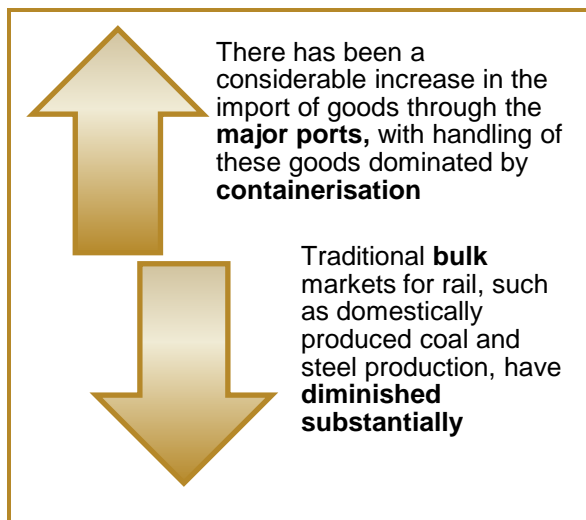 There has been a
considerable increase in the
import of goods through the
major ports, with handling of
these goods dominated by
containerisation
Traditional bulk
markets for rail, such
as domestically
produced coal and
steel production, have
diminished
substantially